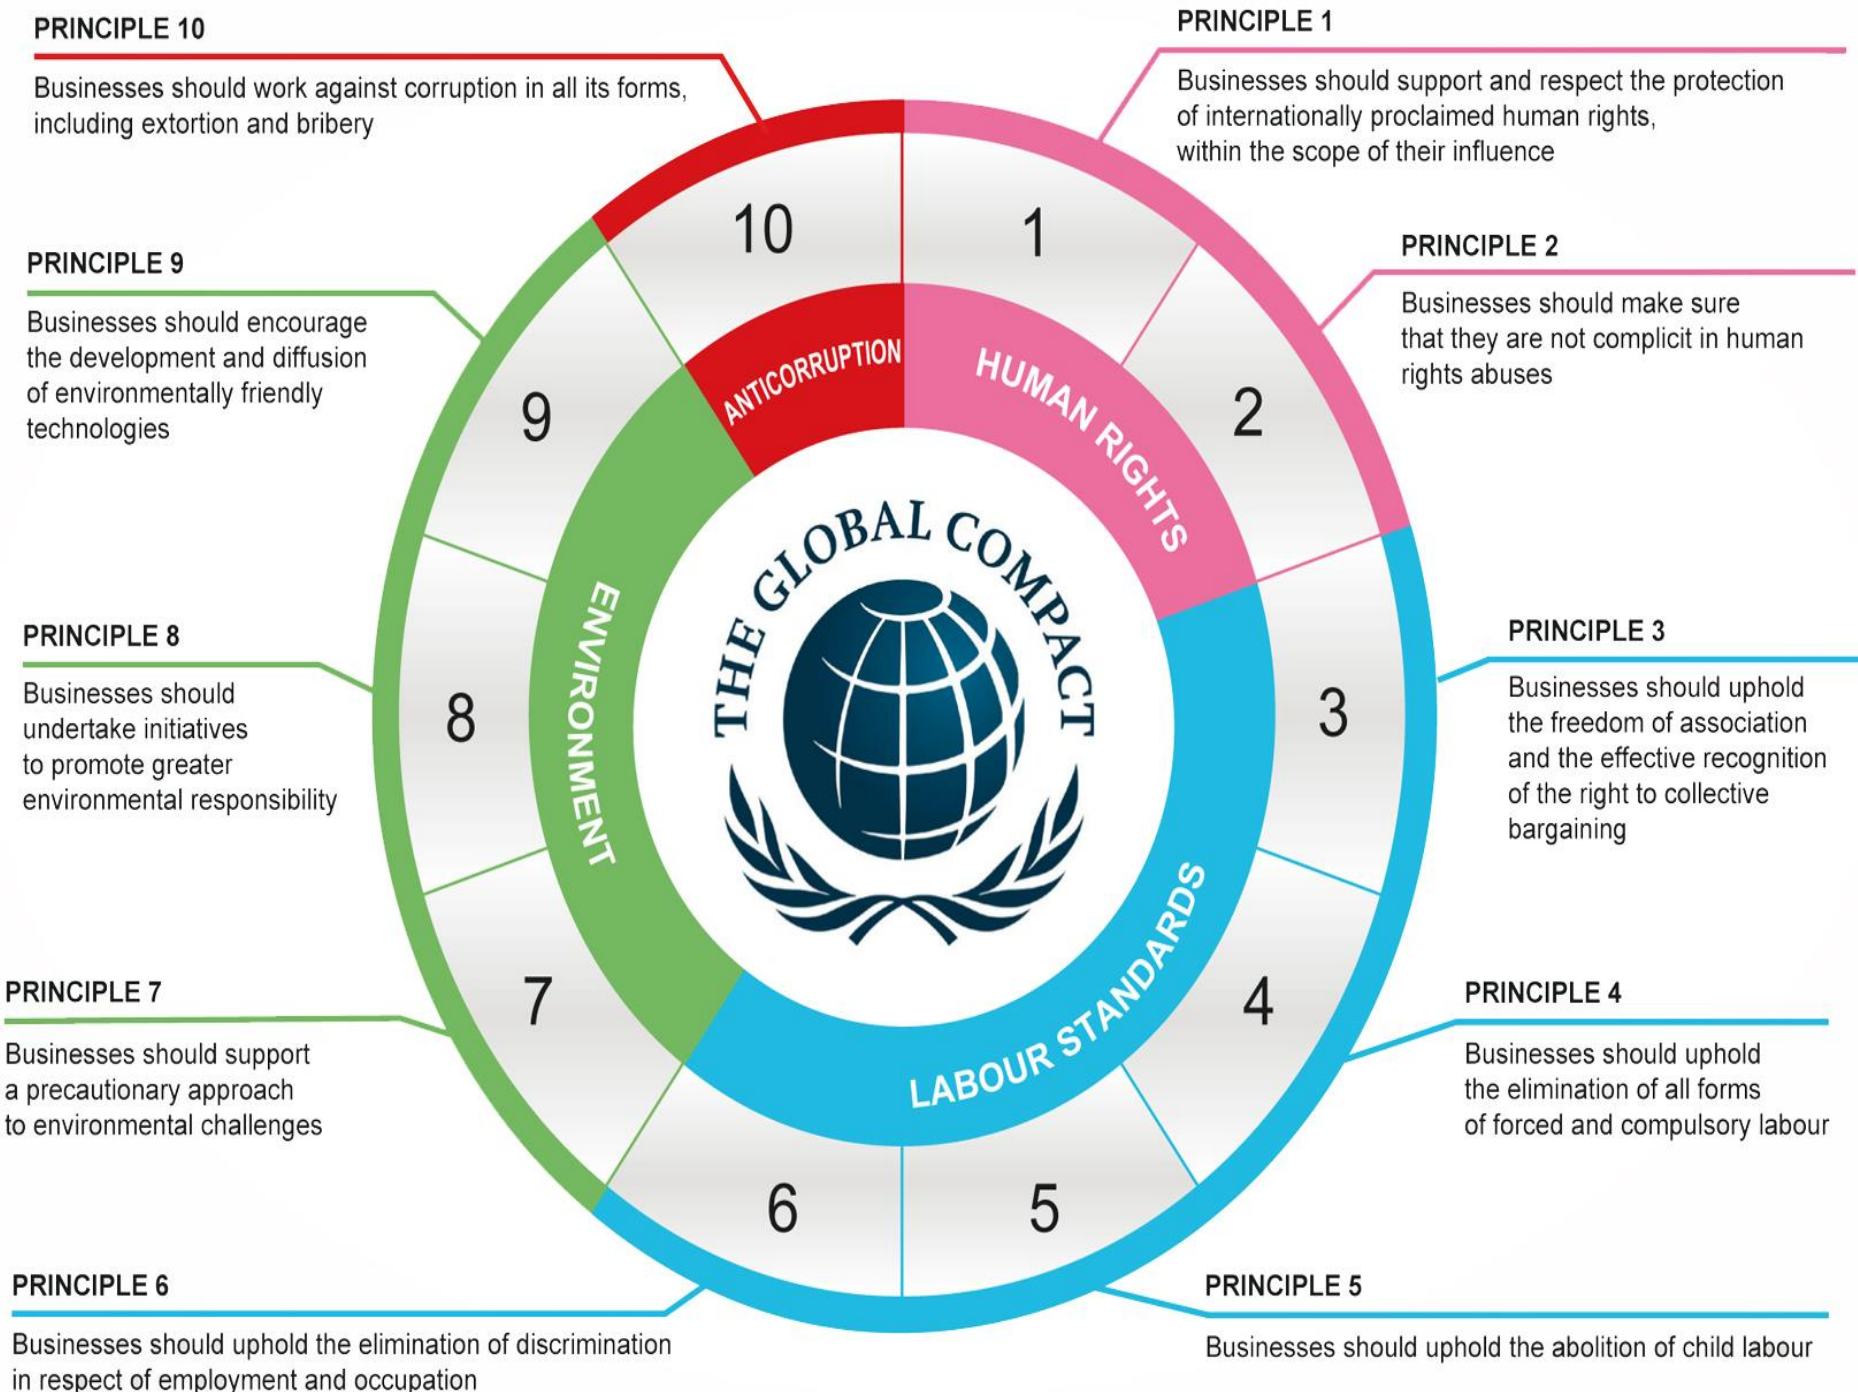 PRINCIPLE 10
Businesses should work against corruption in all its forms,
including extortion and bribery
PRINCIPLE 1
Businesses should support and respect the protection
of internationally proclaimed human rights,
within the scope of their influence
PRINCIPLE 2
Businesses should make sure
that they are not complicit in human
rights abuses
PRINCIPLE 3
Businesses should uphold
the freedom of association
and the effective recognition
of the right to collective
bargaining
PRINCIPLE 4
Businesses should uphold
the elimination of all forms
of forced and compulsory labour
PRINCIPLE 5
Businesses should uphold the abolition of child labour
PRINCIPLE 6
Businesses should uphold the elimination of discrimination
in respect of employment and occupation
PRINCIPLE 7
Businesses should support
a precautionary approach
to environmental challenges
PRINCIPLE 8
Businesses should
undertake initiatives
to promote greater
environmental responsibility
PRINCIPLE 9
Businesses should encourage
the development and diffusion
of environmentally friendly
technologies
10
1
2
3
4
5
6
7
8
9
ANTICORRUPTION
HUMAN RIGHTS
LABOUR STANDARDS
ENVIRONMENT
THE GLOBAL COMPACT